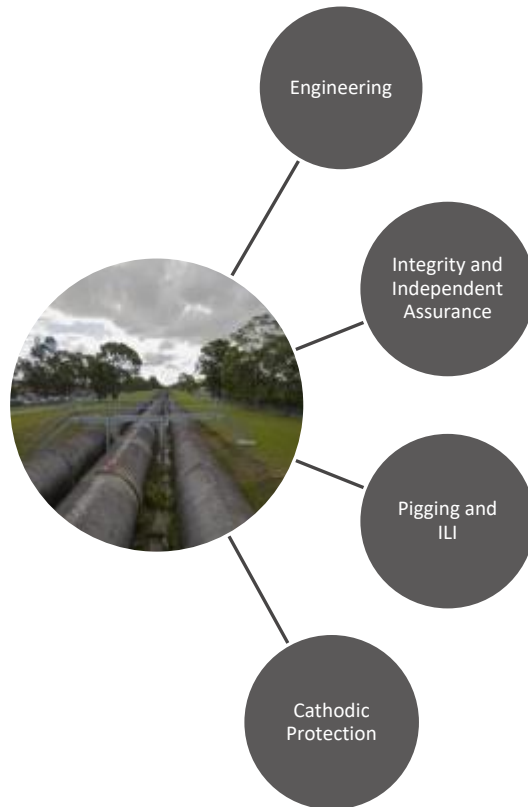 Engineering
Integrity and
Independent
Assurance
Pigging and
ILI
Cathodic
Protection